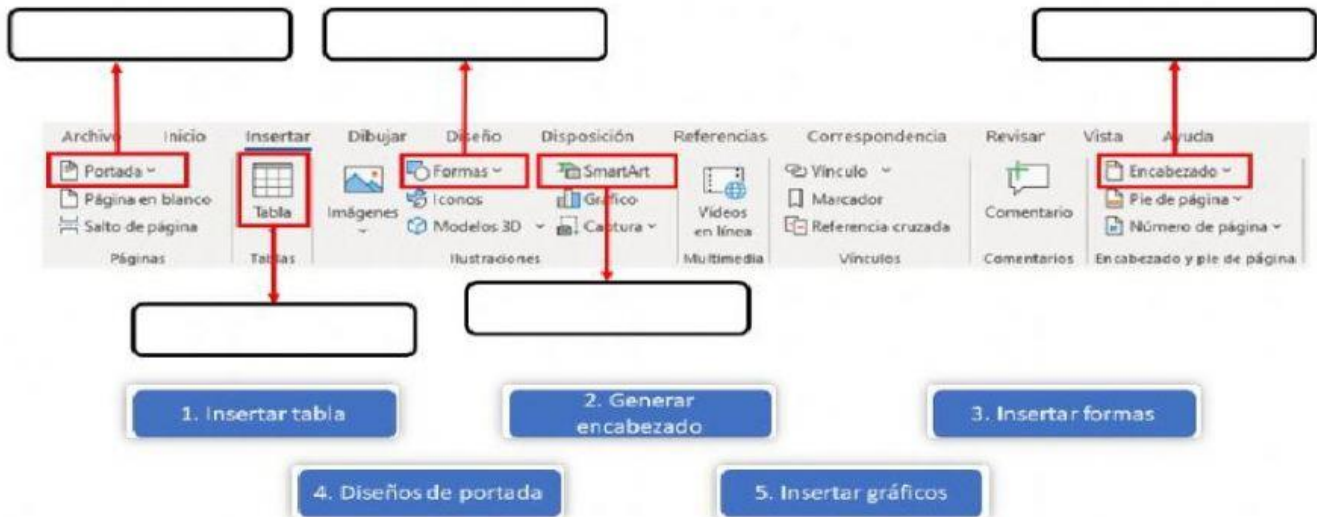 Archivo Inicio Insertar Dibujar Diseño Disposición Referencias Correspondencia Revisar Vista Ayuda
Portada
Página en blanco
Salto de página
Páginas
Tabla
Tablas
Imágenes
Formas
Iconos
Modelos 3D
SmartArt
Gráfico
Captura
Ilustraciones
Vídeos
en línea
Multimedia
Vínculo
Marcador
Referencia cruzada
Vínculos
Comentario
Comentarios
Encabezado
Pie de página
Número de página
Encabezado y pie de página
1. Insertar tabla
2. Generar
encabezado
3. Insertar formas
4. Diseños de portada
5. Insertar gráficos